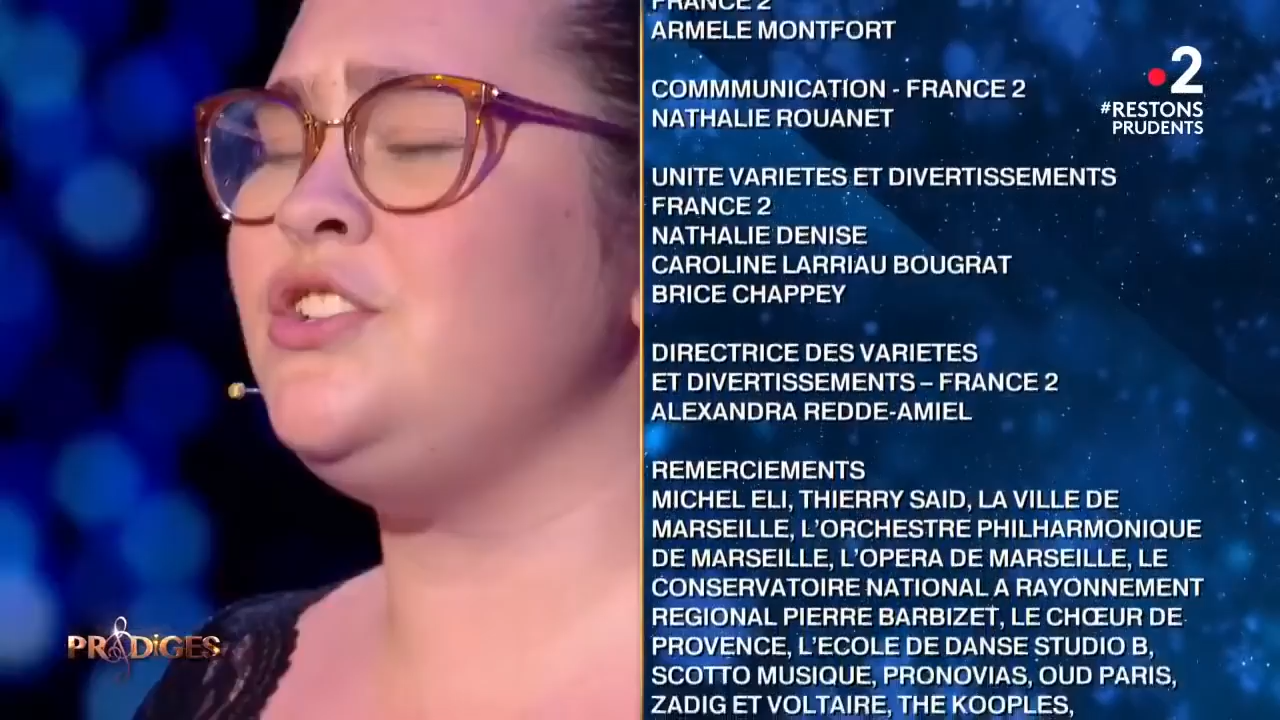 FRANCE 2
ARMELE MONTFORT
COMMMUNICATION - FRANCE 2
NATHALIE ROUANET
UNITE VARIETES ET DIVERTISSEMENTS
FRANCE 2
NATHALIE DENISE
CAROLINE LARRIAU BOUGRAT
BRICE CHAPPEY
DIRECTRICE DES VARIETES
ET DIVERTISSEMENTS – FRANCE 2
ALEXANDRA REDDE-AMIEL
REMERCIEMENTS
MICHEL ELI, THIERRY SAID, LA VILLE DE
MARSEILLE, L'ORCHESTRE PHILHARMONIQUE
DE MARSEILLE, L'OPERA DE MARSEILLE, LE
CONSERVATOIRE NATIONAL A RAYONNEMENT
REGIONAL PIERRE BARBIZET, LE CHŒUR DE
PROVENCE, L'ECOLE DE DANSE STUDIO B,
SCOTTO MUSIQUE, PRONOVIAS, OUD PARIS,
ZADIG ET VOLTAIRE, THE KOOPLES,
2
#RESTONS
PRUDENTS
PRODiGES